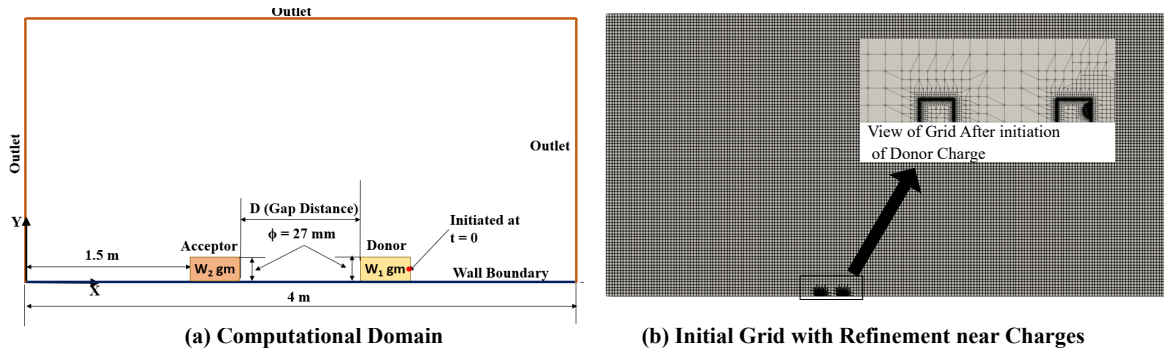 Outlet
Outlet
Outlet
Y
D (Gap Distance)
ϕ = 27 mm
Initiated at
t = 0
1.5 m
Acceptor
Donor
W2 gm
W1 gm
Wall Boundary
X
4 m
(a) Computational Domain
View of Grid After initiation
of Donor Charge
(b) Initial Grid with Refinement near Charges